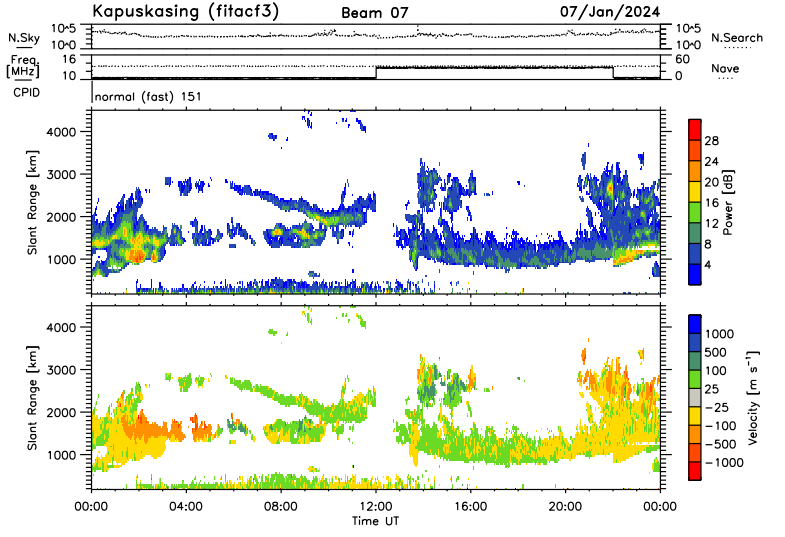 Kapuskasing (fitacf3) Beam 07 07/Jan/2024
N.Sky 10^5 10^0 10^5 10^0 N.Search
Freq. [MHz] 16 10 60 0 Nave
CPID normal (fast) 151
Slant Range [km] 4000 3000 2000 1000
28 24 20 16 12 8 4 Power [dB]
Slant Range [km] 4000 3000 2000 1000
1000 500 100 25 −25 −100 −500 −1000 Velocity [m s⁻¹]
00:00 04:00 08:00 12:00 16:00 20:00 00:00
Time UT